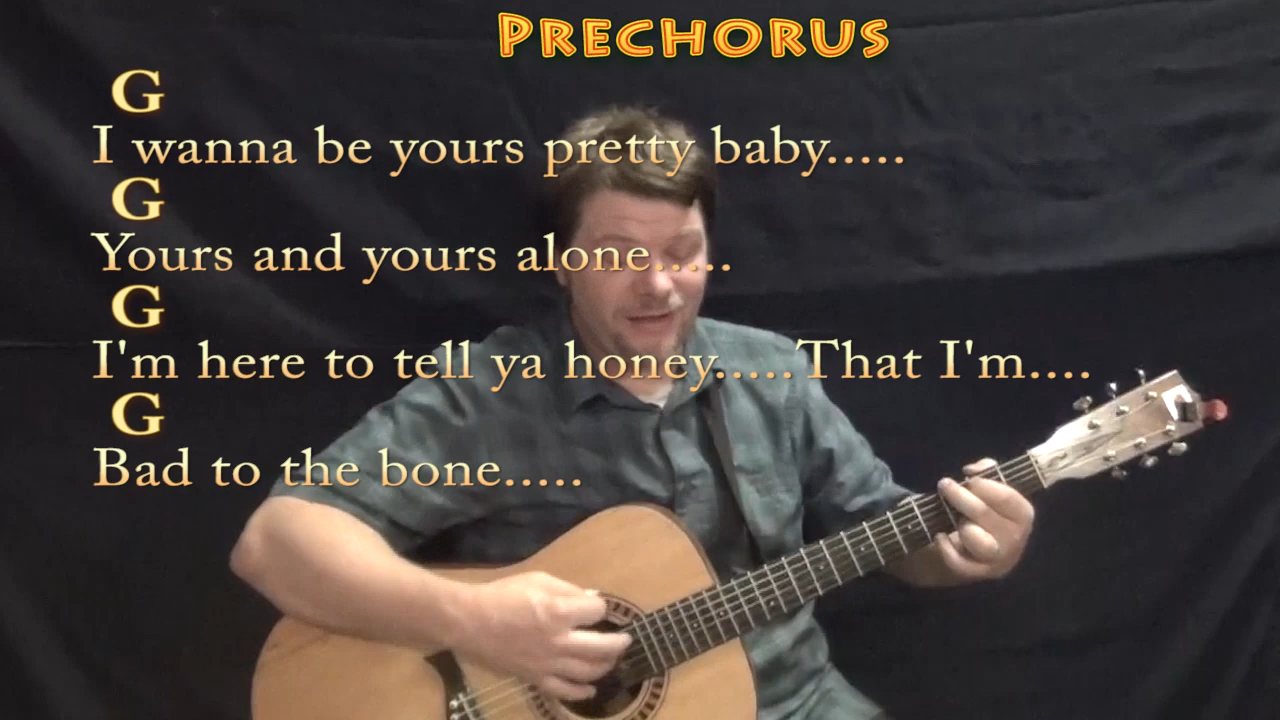 PRECHORUS
G
I wanna be yours pretty baby.....
G
Yours and yours alone.....
G
I'm here to tell ya honey.....That I'm....
G
Bad to the bone.....